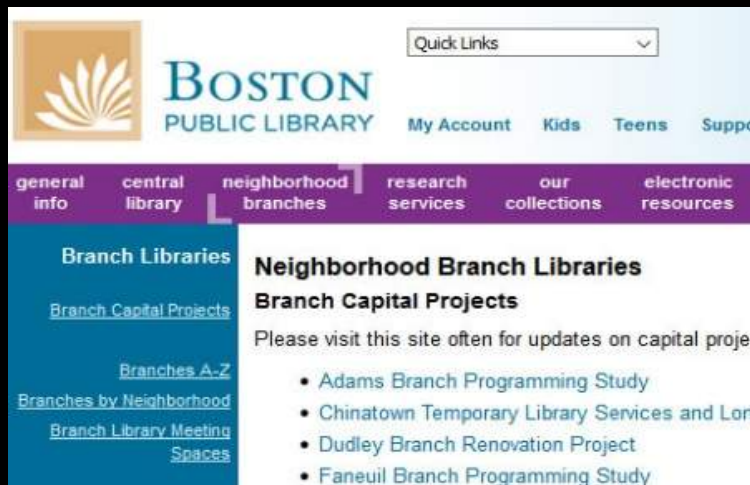 Quick Links
BOSTON
PUBLIC LIBRARY
My Account Kids Teens
general info
central library
neighborhood branches
research services
our collections
electronic resources
Branch Libraries
Branch Capital Projects
Branches A-Z
Branches by Neighborhood
Branch Library Meeting
Spaces
Neighborhood Branch Libraries
Branch Capital Projects
Please visit this site often for updates on capital
• Adams Branch Programming Study
• Chinatown Temporary Library Services and
• Dudley Branch Renovation Project
• Faneuil Branch Programming Study